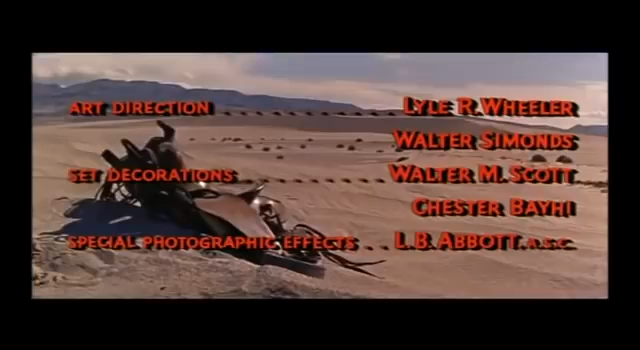 ART DIRECTION . . . . . . . . . . . . . LYLE R. WHEELER
WALTER SIMONDS
SET DECORATIONS . . . . . . . . . . . WALTER M. SCOTT
CHESTER BAYHI
SPECIAL PHOTOGRAPHIC EFFECTS . . L. B. ABBOTT, A.S.C.